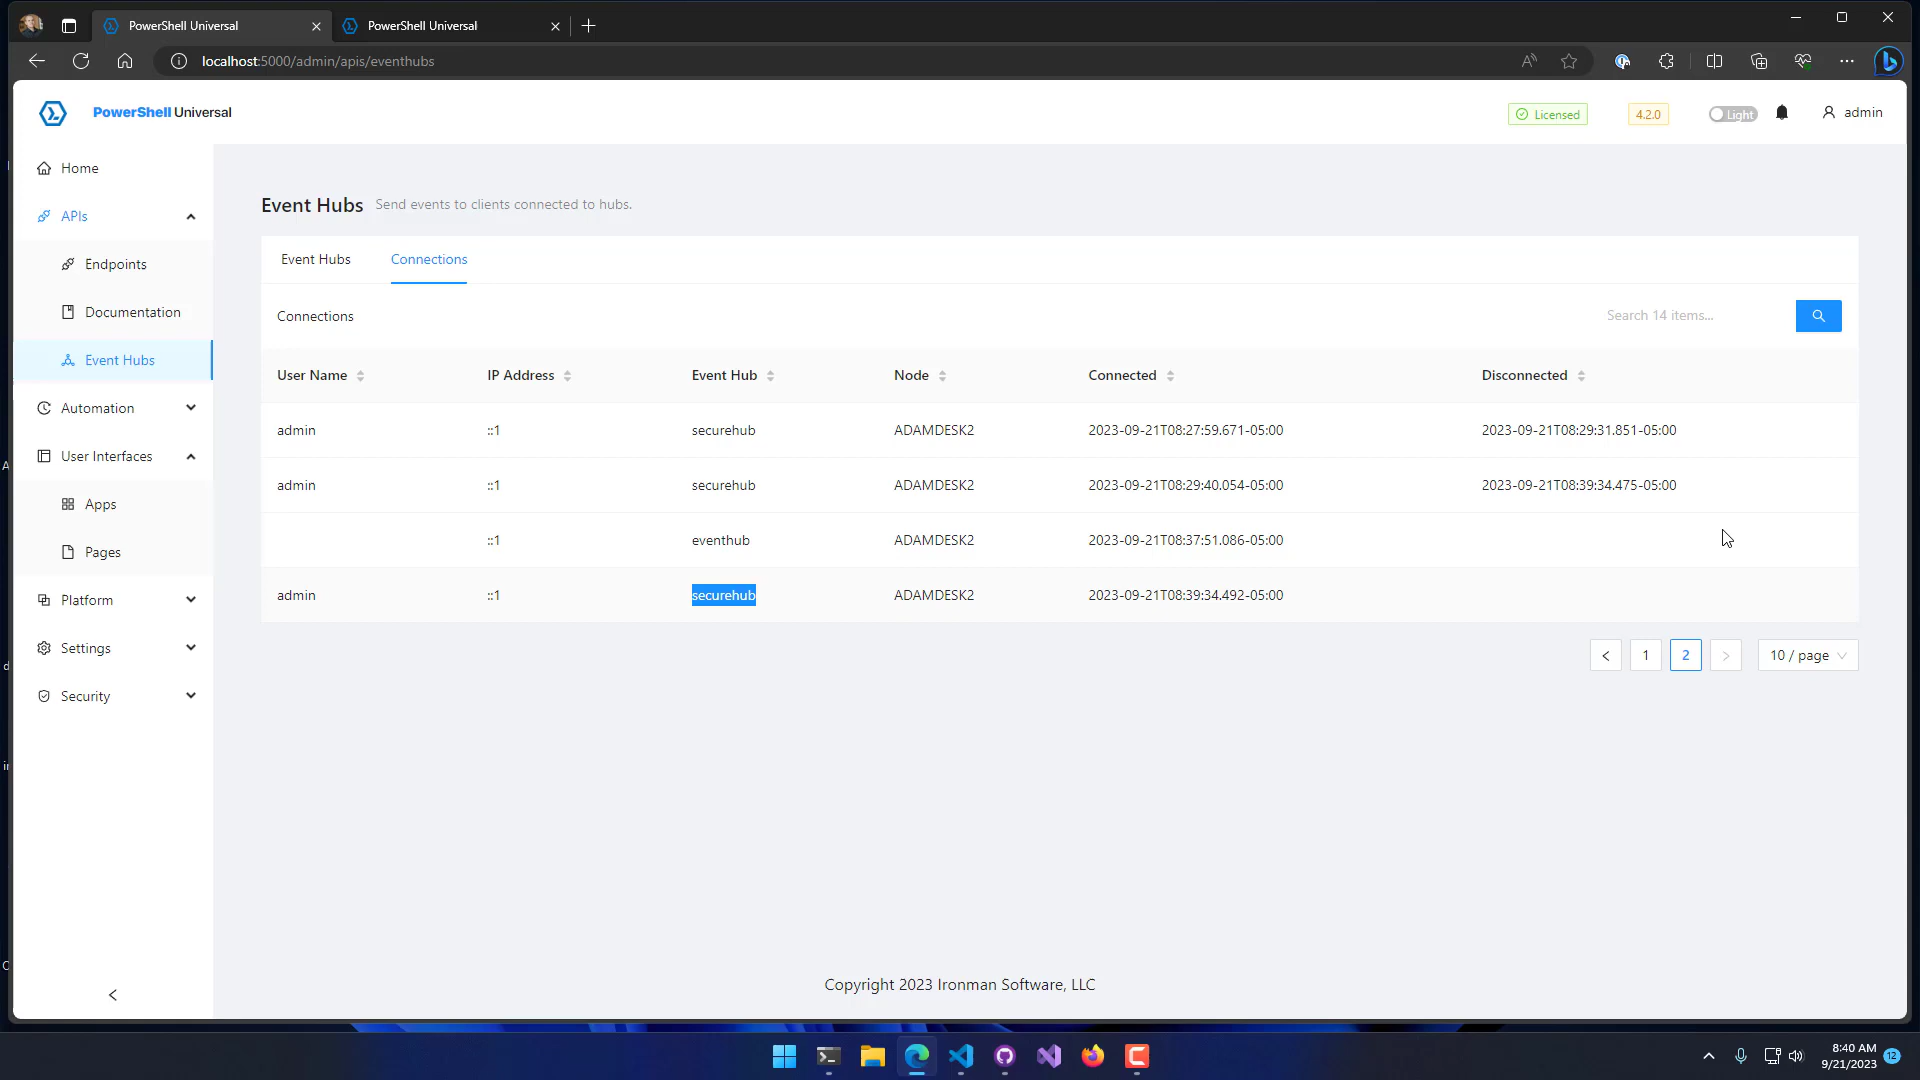 PowerShell Universal
PowerShell Universal
localhost:5000/admin/apis/eventhubs
PowerShell Universal
Licensed
4.2.0
Light
admin
Home
APIs
Endpoints
Documentation
Event Hubs
Automation
User Interfaces
Apps
Pages
Platform
Settings
Security
Event Hubs Send events to clients connected to hubs.
Event Hubs Connections
Connections
Search 14 items...
User Name IP Address Event Hub Node Connected Disconnected
admin ::1 securehub ADAMDESK2 2023-09-21T08:27:59.671-05:00 2023-09-21T08:29:31.851-05:00
admin ::1 securehub ADAMDESK2 2023-09-21T08:29:40.054-05:00 2023-09-21T08:39:34.475-05:00
::1 eventhub ADAMDESK2 2023-09-21T08:37:51.086-05:00
admin ::1 securehub ADAMDESK2 2023-09-21T08:39:34.492-05:00
< 1 2 > 10 / page
Copyright 2023 Ironman Software, LLC
8:40 AM
9/21/2023
12